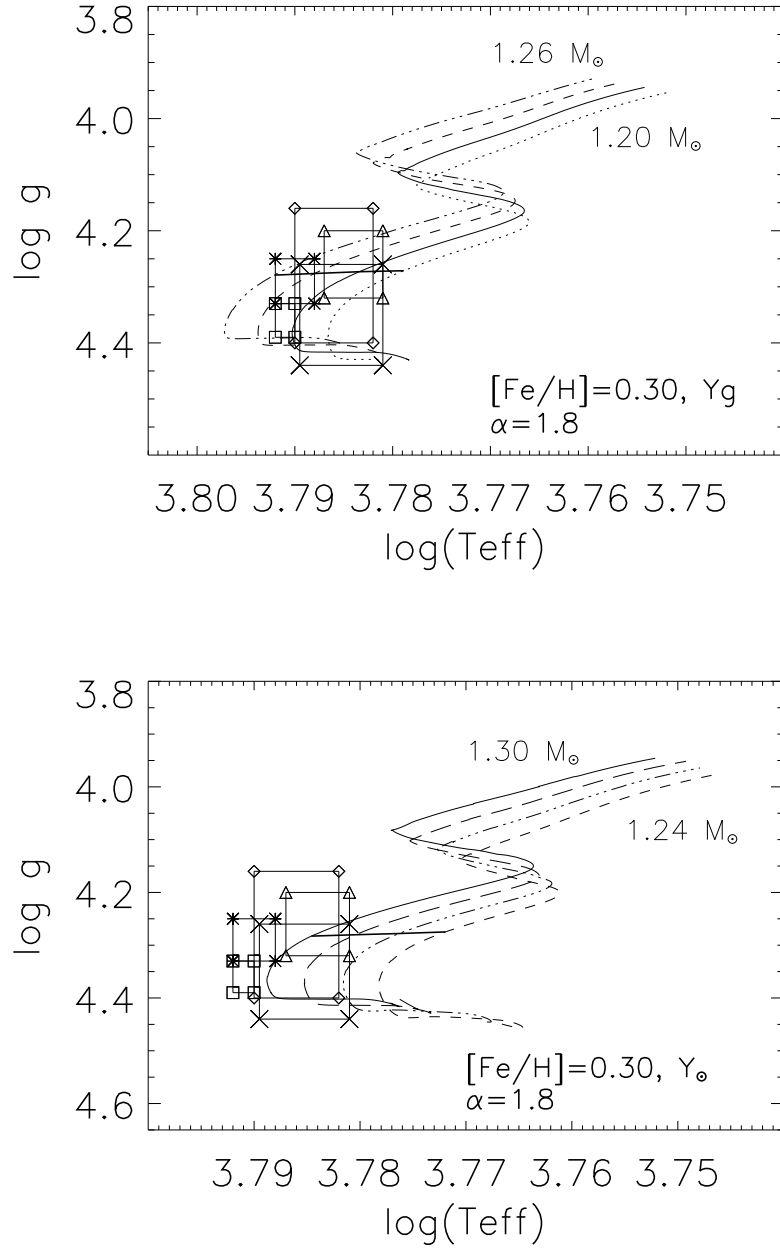 3.8
1.26 M⊙
4.0
1.20 M⊙
log g
4.2
4.4
[Fe/H]=0.30, Yg
α=1.8
3.80 3.79 3.78 3.77 3.76 3.75
log(Teff)
3.8
1.30 M⊙
4.0
1.24 M⊙
log g
4.2
4.4
[Fe/H]=0.30, Y⊙
α=1.8
4.6
3.79 3.78 3.77 3.76 3.75
log(Teff)